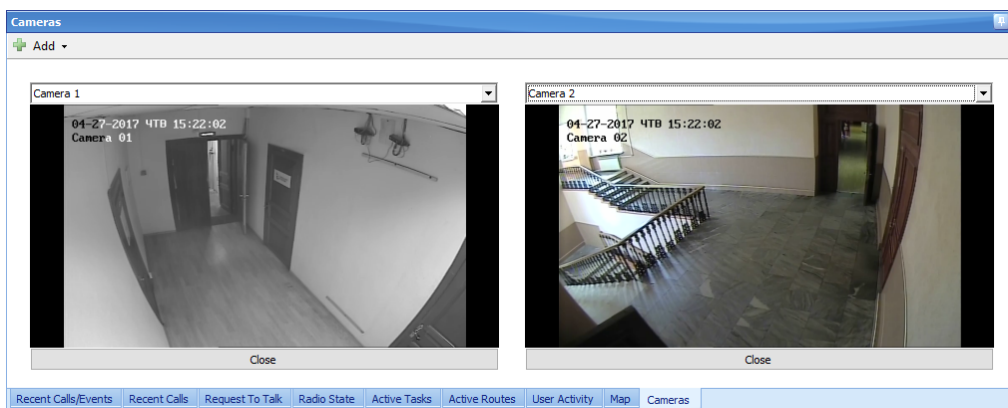 Cameras
Add
Camera 1
Camera 2
04-27-2017 ЧТВ 15:22:02
Camera 01
04-27-2017 ЧТВ 15:22:02
Camera 02
Close
Close
Recent Calls/Events Recent Calls Request To Talk Radio State Active Tasks Active Routes User Activity Map Cameras